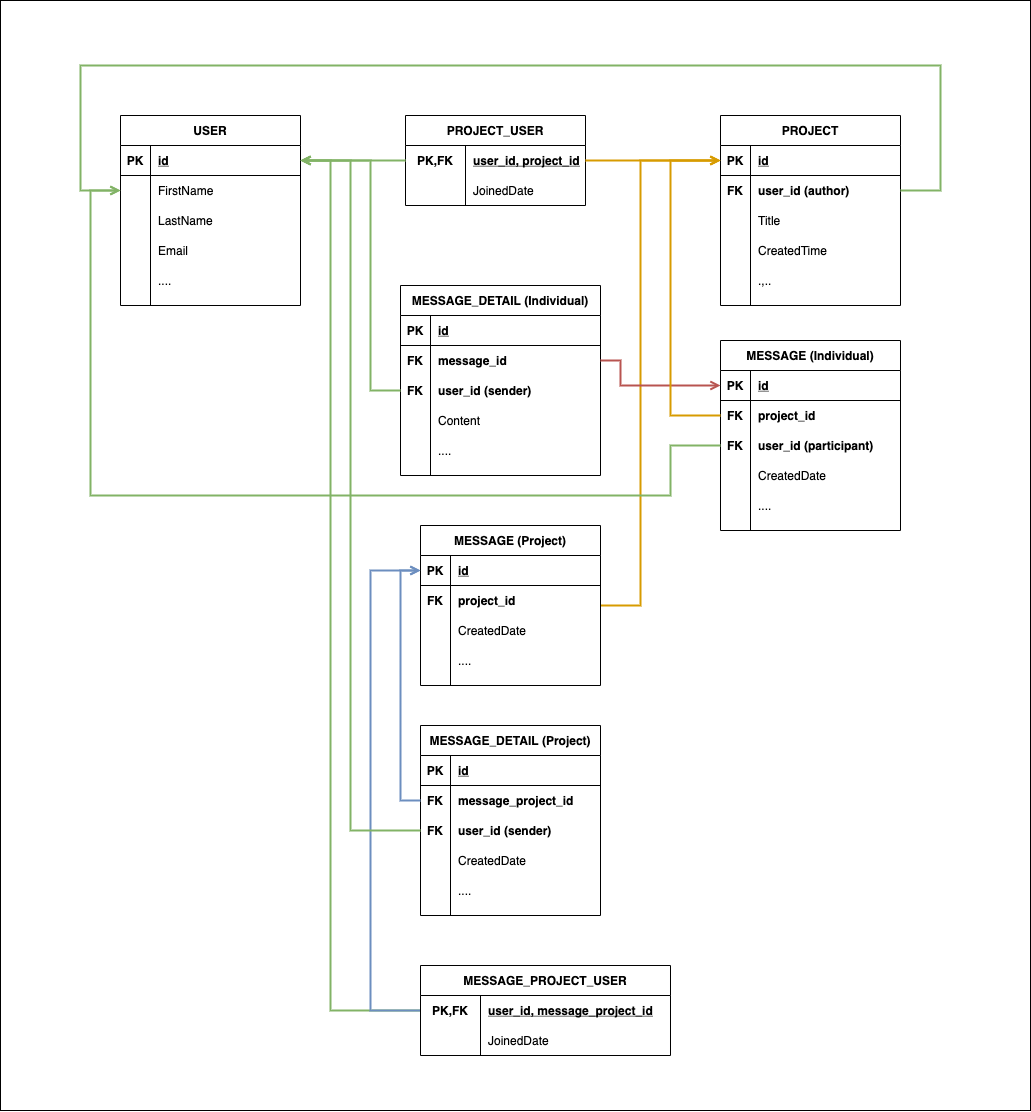 USER
PK id
FirstName
LastName
Email
....
PROJECT_USER
PK,FK user_id, project_id
JoinedDate
PROJECT
PK id
FK user_id (author)
Title
CreatedTime
.,..
MESSAGE_DETAIL (Individual)
PK id
FK message_id
FK user_id (sender)
Content
....
MESSAGE (Individual)
PK id
FK project_id
FK user_id (participant)
CreatedDate
....
MESSAGE (Project)
PK id
FK project_id
CreatedDate
....
MESSAGE_DETAIL (Project)
PK id
FK message_project_id
FK user_id (sender)
CreatedDate
....
MESSAGE_PROJECT_USER
PK,FK user_id, message_project_id
JoinedDate